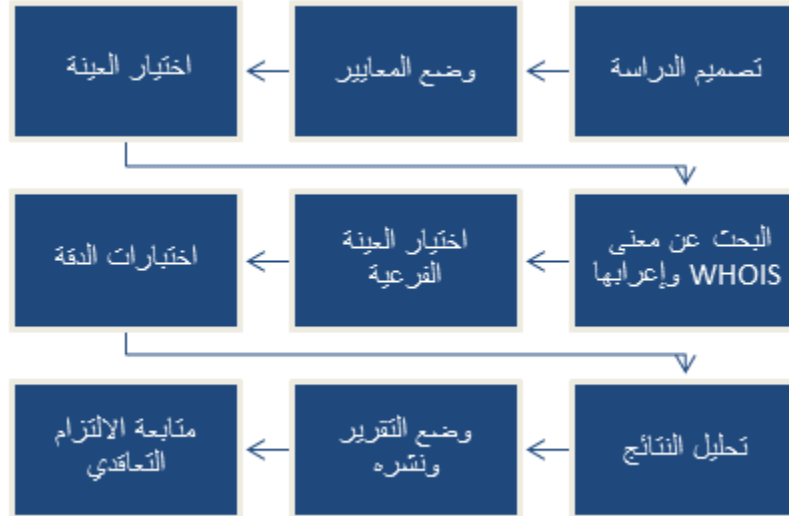 تصميم الدراسة
وضع المعايير
اختيار العينة
البحث عن معنى
WHOIS وإعرابها
اختيار العينة
الفرعية
اختبارات الدقة
تحليل النتائج
وضع التقرير
ونشره
متابعة الالتزام
التعاقدي